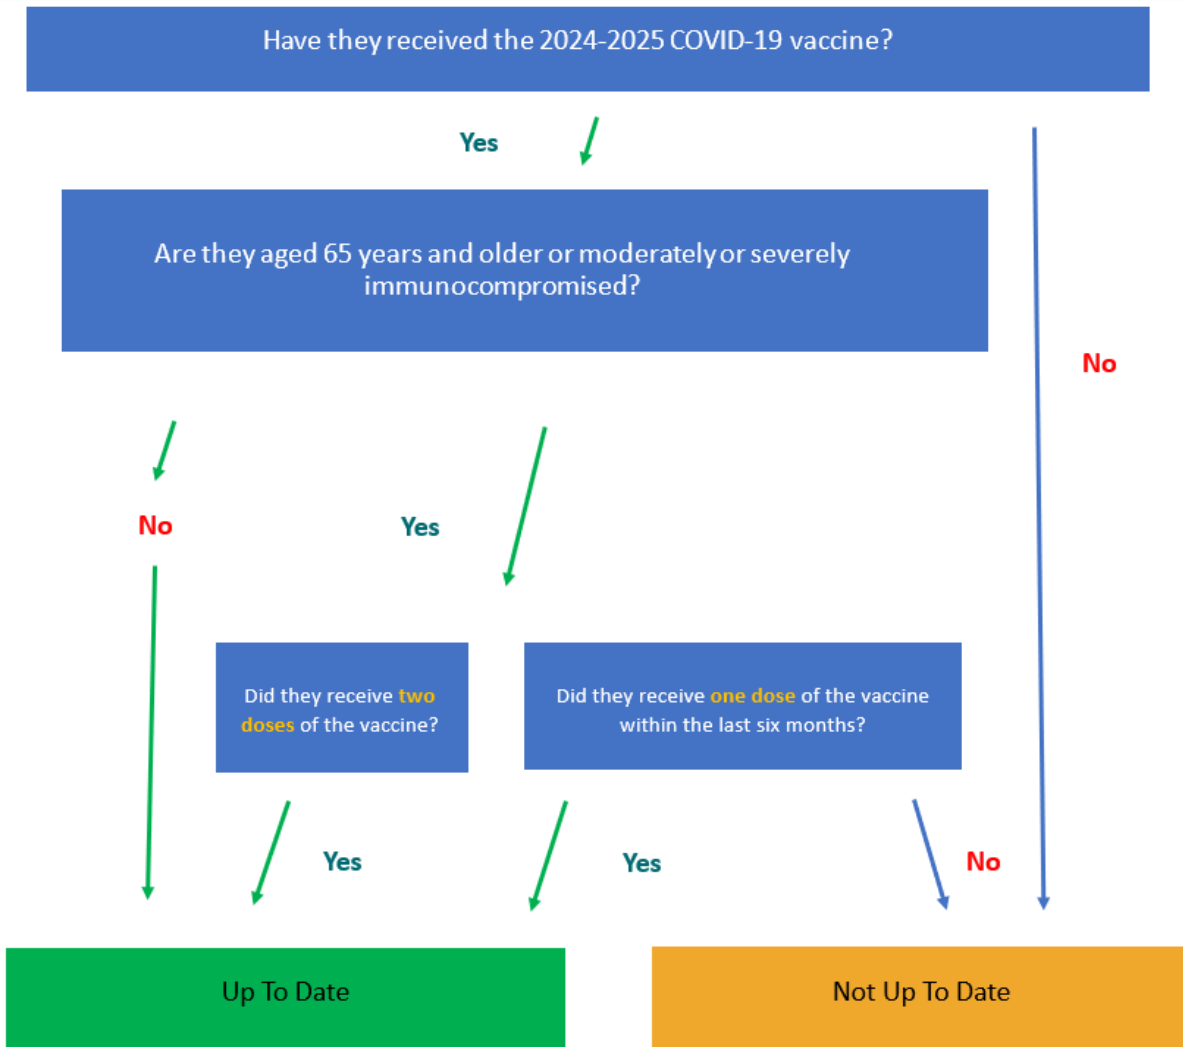 Have they received the 2024-2025 COVID-19 vaccine?
Yes
Are they aged 65 years and older or moderately or severely
immunocompromised?
No
No
Yes
Did they receive two
doses of the vaccine?
Did they receive one dose of the vaccine
within the last six months?
Yes
Yes
No
Up To Date
Not Up To Date